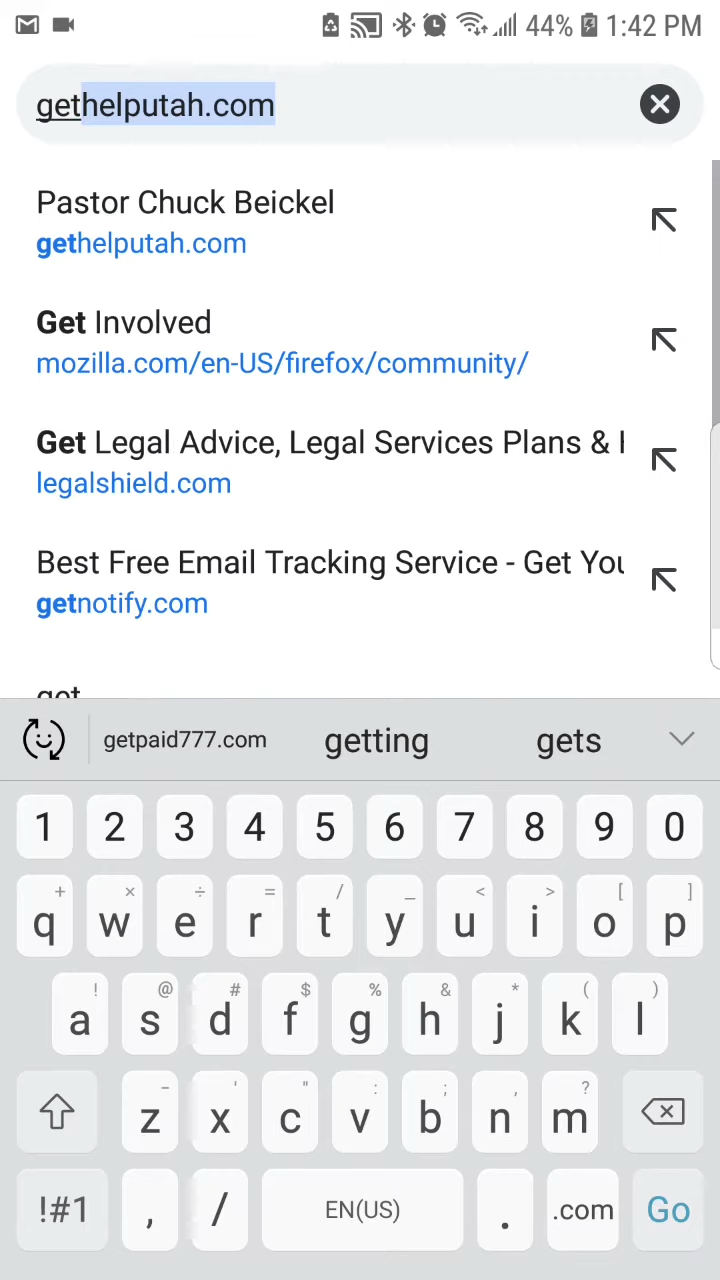 44% 1:42 PM
gethelputah.com
Pastor Chuck Beickel
gethelputah.com
Get Involved
mozilla.com/en-US/firefox/community/
Get Legal Advice, Legal Services Plans &
legalshield.com
Best Free Email Tracking Service - Get You
getnotify.com
get
getpaid777.com getting gets
1 2 3 4 5 6 7 8 9 0
+ × ÷ = / _ < > [ ]
q w e r t y u i o p
! @ # $ % & * ( )
a s d f g h j k l
- ' " : ; , ?
z x c v b n m
!#1 , / EN(US) . .com Go